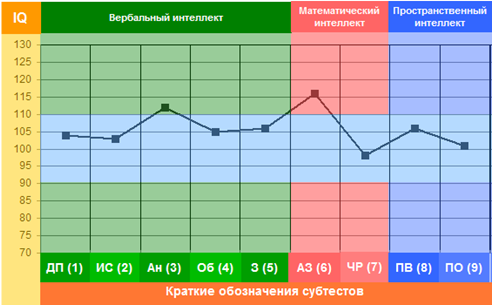 IQ
Вербальный интеллект
Математический
интеллект
Пространственный
интеллект
130
125
120
115
110
105
100
95
90
85
80
75
70
ДП (1) ИС (2) Ан (3) Об (4) З (5) АЗ (6) ЧР (7) ПВ (8) ПО (9)
Краткие обозначения субтестов